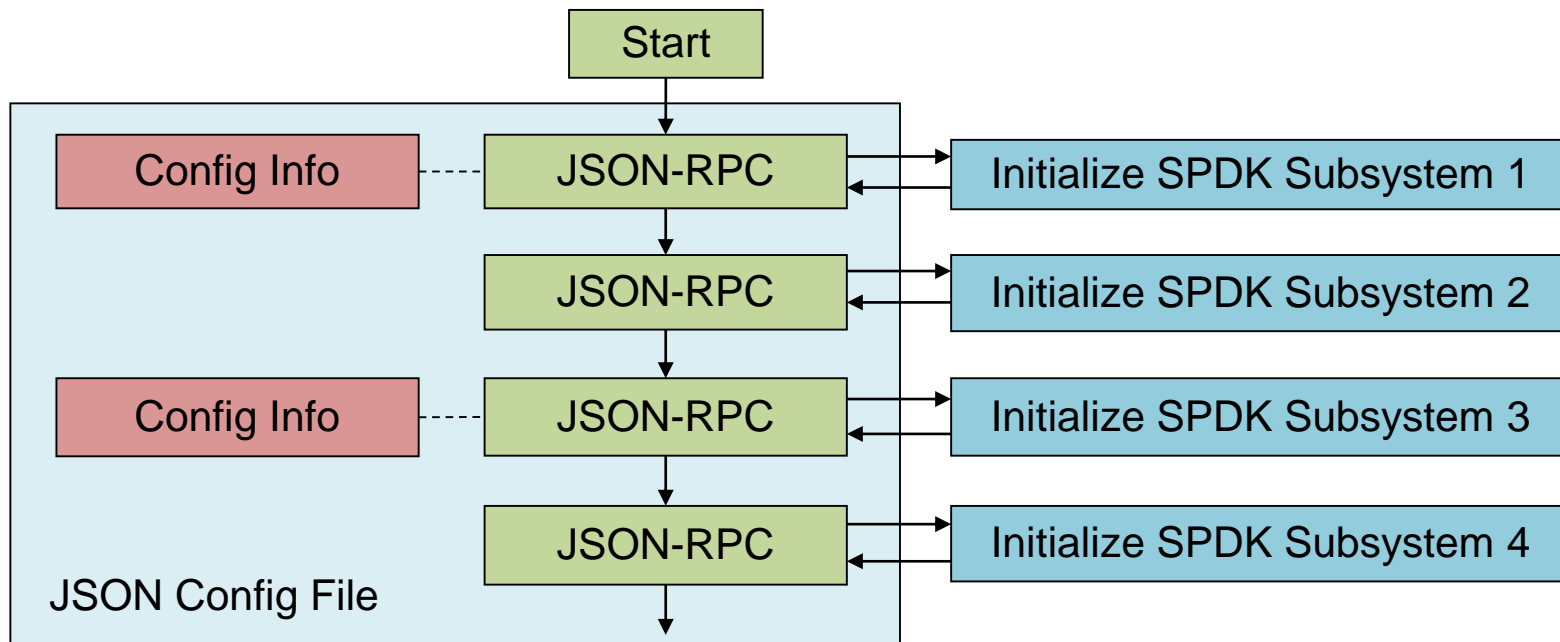 Start
Config Info
JSON-RPC
Initialize SPDK Subsystem 1
JSON-RPC
Initialize SPDK Subsystem 2
Config Info
JSON-RPC
Initialize SPDK Subsystem 3
JSON-RPC
Initialize SPDK Subsystem 4
JSON Config File